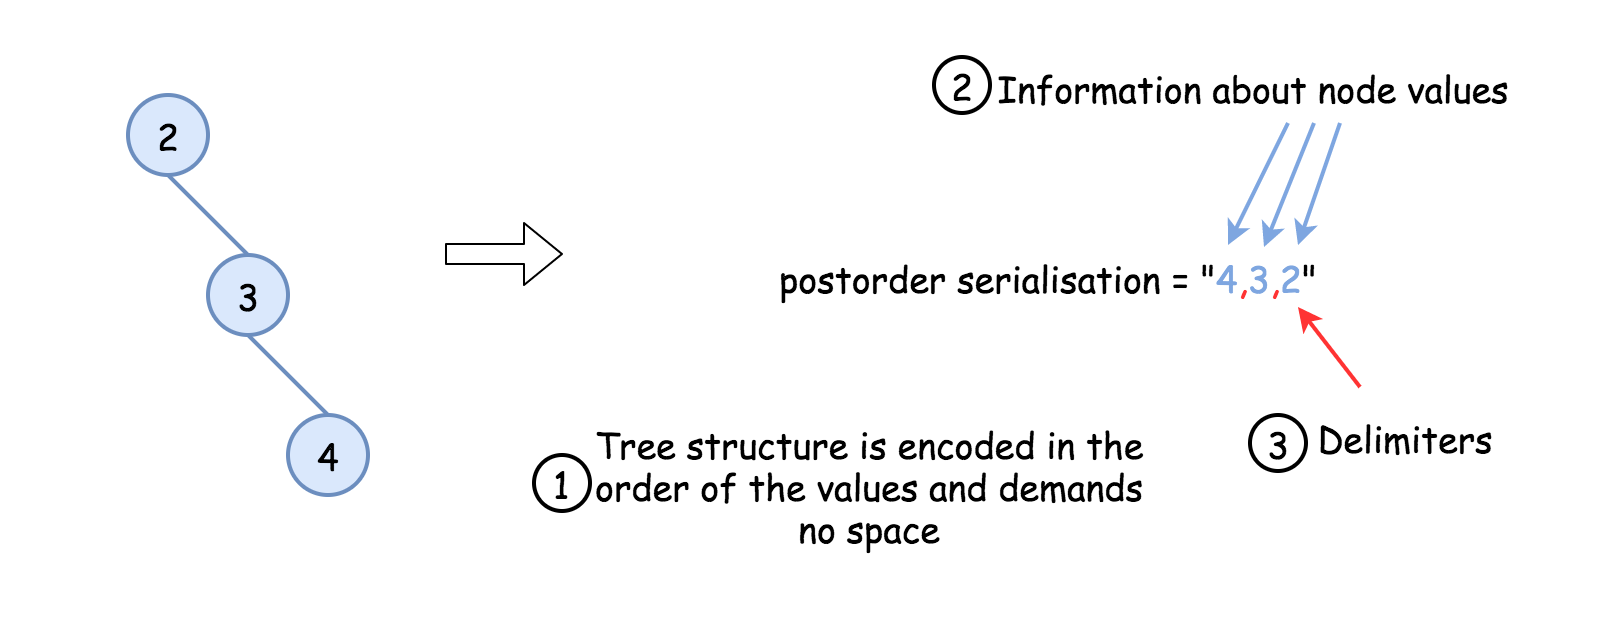 2
3
4
2 Information about node values
postorder serialisation = "4,3,2"
1 Tree structure is encoded in the
order of the values and demands
no space
3 Delimiters